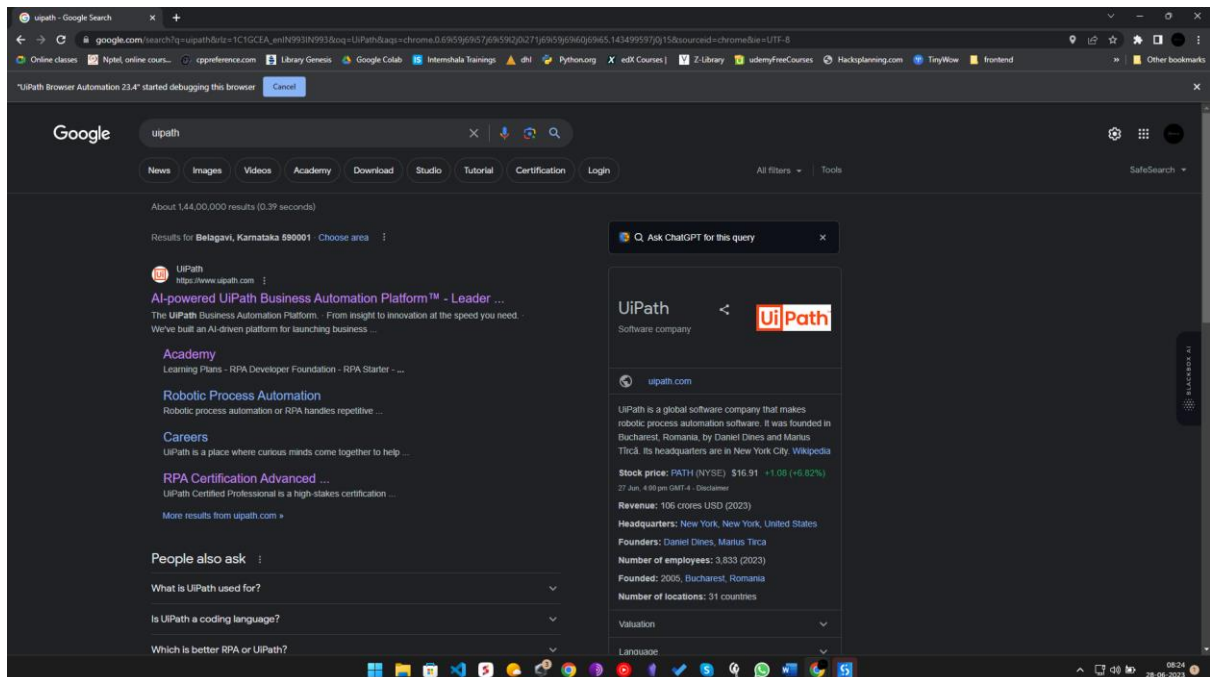 uipath - Google Search
google.com/search?q=uipath&rlz=1C1GCEA_enIN993IN993&oq=UiPath&aqs=chrome.0.69i59j69i57j69i59l2j0i271j69i59j69i60j69i65.143499597j0j15&sourceid=chrome&ie=UTF-8
Online classes Nptel, online cours... cppreference.com Library Genesis Google Colab Internshala Trainings dhl Python.org edX Courses | Z-Library udemyFreeCourses Hacksplanning.com TinyWow frontend » Other bookmarks
"UiPath Browser Automation 23.4" started debugging this browser Cancel
Google uipath
News Images Videos Academy Download Studio Tutorial Certification Login All filters Tools SafeSearch
About 1,44,00,000 results (0.39 seconds)
Results for Belagavi, Karnataka 590001 · Choose area
UiPath
https://www.uipath.com
AI-powered UiPath Business Automation Platform™ - Leader ...
The UiPath Business Automation Platform. · From insight to innovation at the speed you need. ·
We've built an AI-driven platform for launching business ...
Academy
Learning Plans - RPA Developer Foundation - RPA Starter - ...
Robotic Process Automation
Robotic process automation or RPA handles repetitive ...
Careers
UiPath is a place where curious minds come together to help ...
RPA Certification Advanced ...
UiPath Certified Professional is a high-stakes certification ...
More results from uipath.com »
People also ask
What is UiPath used for?
Is UiPath a coding language?
Which is better RPA or UiPath?
Ask ChatGPT for this query
UiPath
Software company
Ui Path
uipath.com
UiPath is a global software company that makes
robotic process automation software. It was founded in
Bucharest, Romania, by Daniel Dines and Marius
Tîrcă. Its headquarters are in New York City. Wikipedia
Stock price: PATH (NYSE) $16.91 +1.08 (+6.82%)
27 Jun, 4:00 pm GMT-4 - Disclaimer
Revenue: 106 crores USD (2023)
Headquarters: New York, New York, United States
Founders: Daniel Dines, Marius Tirca
Number of employees: 3,833 (2023)
Founded: 2005, Bucharest, Romania
Number of locations: 31 countries
Valuation
Language
BLACKBOX AI
08:24
28-06-2023